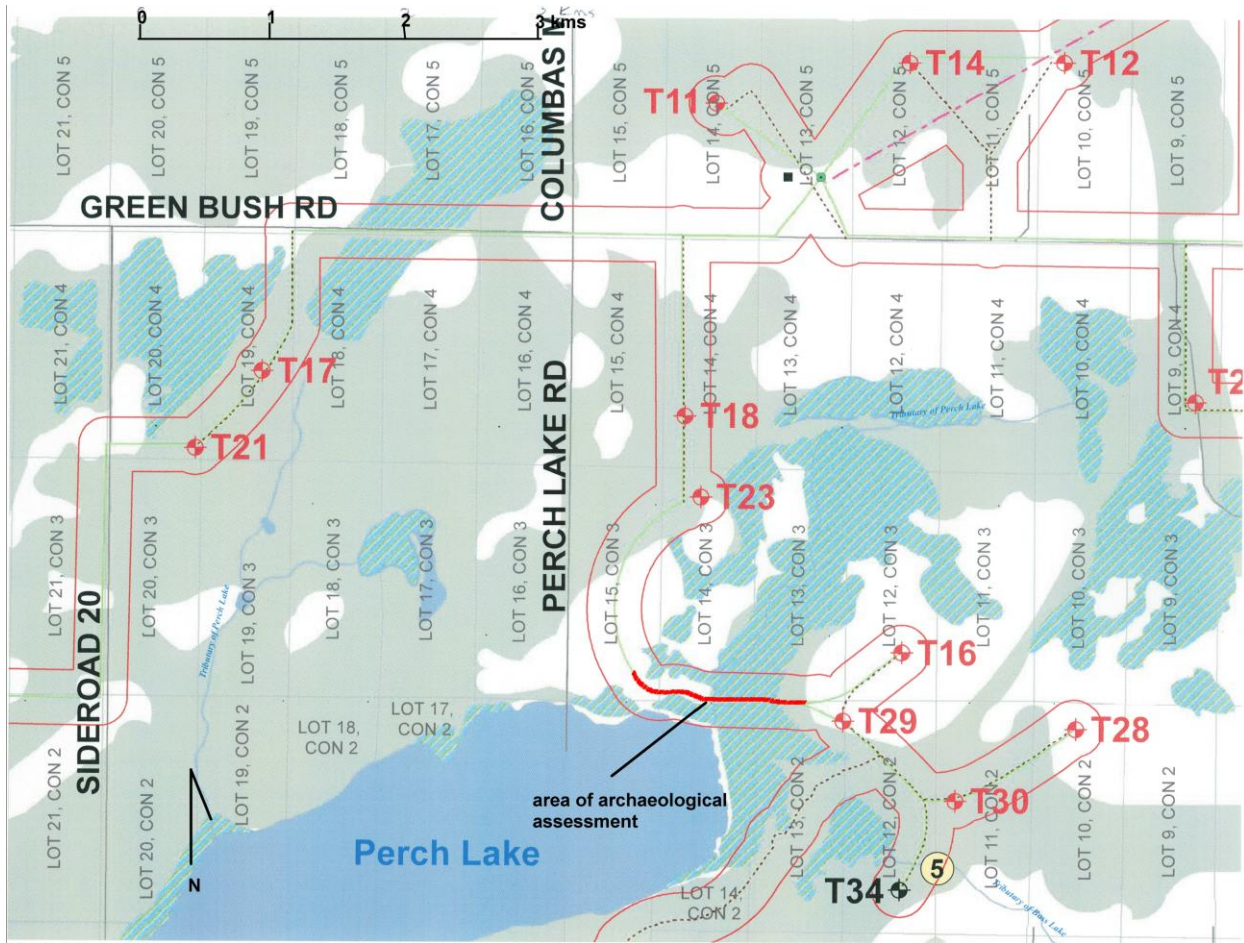 0 1 2 3 kms
3 Kms
LOT 21, CON 5
LOT 20, CON 5
LOT 19, CON 5
LOT 18, CON 5
LOT 17, CON 5
LOT 16, CON 5
COLUMBAS
LOT 15, CON 5
LOT 14, CON 5
LOT 13, CON 5
LOT 12, CON 5
LOT 11, CON 5
LOT 10, CON 5
LOT 9, CON 5
T11
T14
T12
GREEN BUSH RD
LOT 21, CON 4
LOT 20, CON 4
LOT 19, CON 4
LOT 18, CON 4
LOT 17, CON 4
LOT 16, CON 4
LOT 15, CON 4
LOT 14, CON 4
LOT 13, CON 4
LOT 12, CON 4
LOT 11, CON 4
LOT 10, CON 4
LOT 9, CON 4
T17
T21
T18
T2
Tributary of Perch Lake
PERCH LAKE RD
T23
LOT 21, CON 3
LOT 20, CON 3
LOT 19, CON 3
LOT 18, CON 3
LOT 17, CON 3
LOT 16, CON 3
LOT 15, CON 3
LOT 14, CON 3
LOT 13, CON 3
LOT 12, CON 3
LOT 11, CON 3
LOT 10, CON 3
LOT 9, CON 3
Tributary of Perch Lake
SIDEROAD 20
T16
T29
T28
T30
LOT 21, CON 2
LOT 20, CON 2
LOT 19, CON 2
LOT 18,
CON 2
LOT 17,
CON 2
LOT 14,
CON 2
LOT 13, CON 2
LOT 12, CON 2
LOT 11, CON 2
LOT 10, CON 2
LOT 9, CON 2
area of archaeological
assessment
Perch Lake
N
T34
5
Tributary of Bass Lake